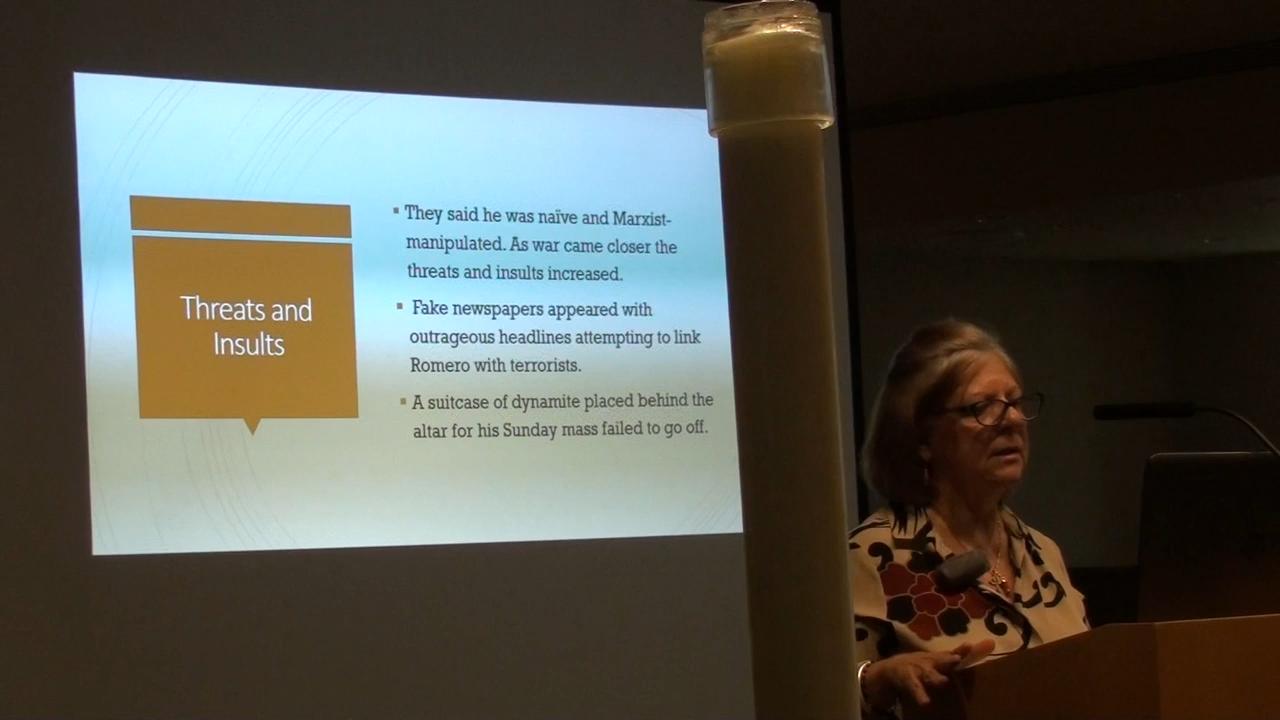 Threats and
Insults
They said he was naïve and Marxist-
manipulated. As war came closer the
threats and insults increased.
Fake newspapers appeared with
outrageous headlines attempting to link
Romero with terrorists.
A suitcase of dynamite placed behind the
altar for his Sunday mass failed to go off.